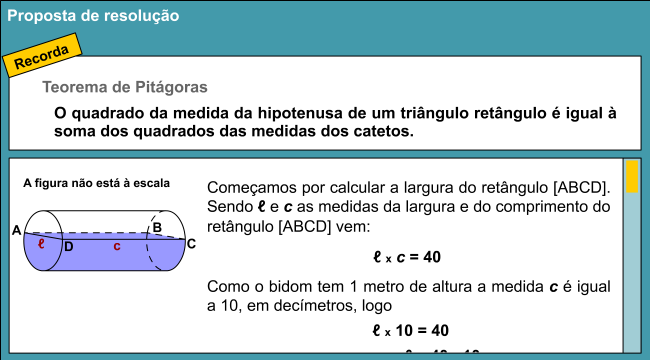 Proposta de resolução
Recorda
Teorema de Pitágoras
O quadrado da medida da hipotenusa de um triângulo retângulo é igual à
soma dos quadrados das medidas dos catetos.
A figura não está à escala
A
B
ℓ
D
c
C
Começamos por calcular a largura do retângulo [ABCD].
Sendo ℓ e c as medidas da largura e do comprimento do
retângulo [ABCD] vem:
ℓ x c = 40
Como o bidom tem 1 metro de altura a medida c é igual
a 10, em decímetros, logo
ℓ x 10 = 40